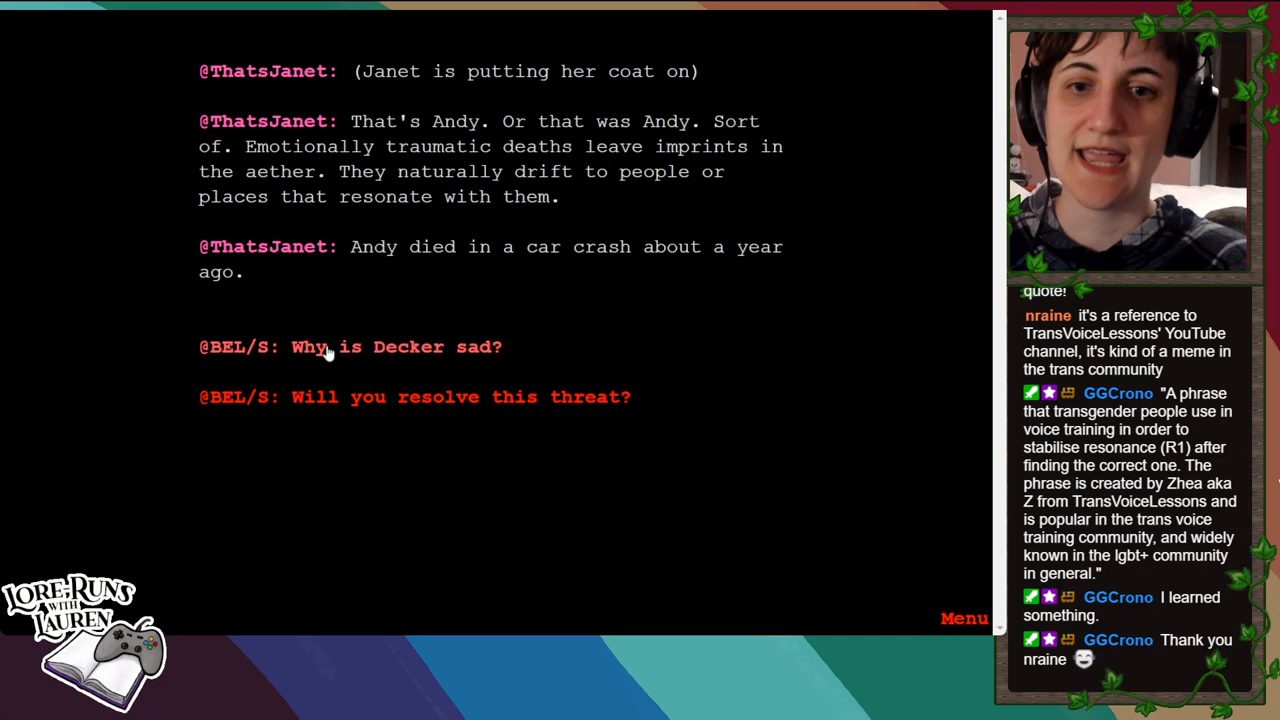 @ThatsJanet: (Janet is putting her coat on)
@ThatsJanet: That's Andy. Or that was Andy. Sort
of. Emotionally traumatic deaths leave imprints in
the aether. They naturally drift to people or
places that resonate with them.
@ThatsJanet: Andy died in a car crash about a year
ago.
@BEL/S: Why is Decker sad?
@BEL/S: Will you resolve this threat?
Menu
LORE-RUNS
WITH
LAUREN
quote!
nraine it's a reference to
TransVoiceLessons' YouTube
channel, it's kind of a meme in
the trans community
GGCrono "A phrase
that transgender people use in
voice training in order to
stabilise resonance (R1) after
finding the correct one. The
phrase is created by Zhea aka
Z from TransVoiceLessons and
is popular in the trans voice
training community, and widely
known in the lgbt+ community
in general."
GGCrono I learned
something.
GGCrono Thank you
nraine